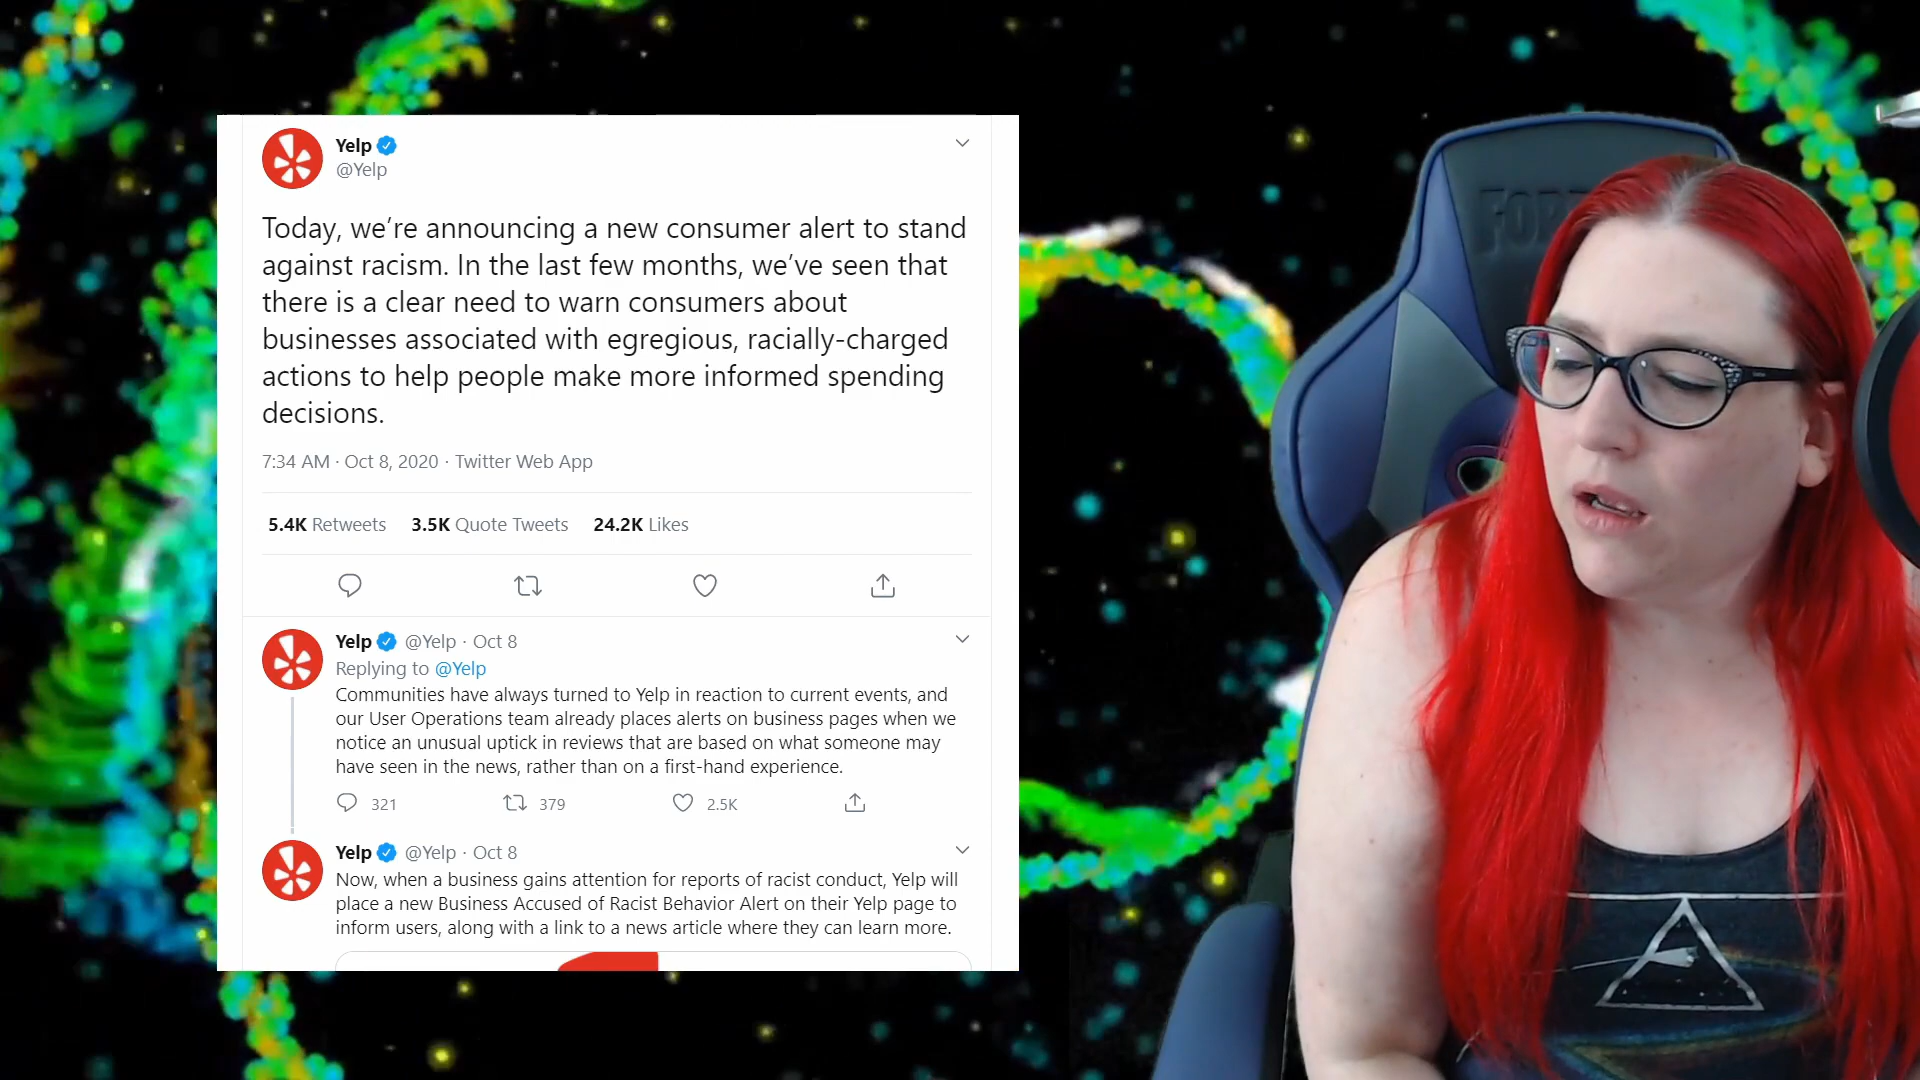 Yelp
@Yelp
Today, we’re announcing a new consumer alert to stand
against racism. In the last few months, we’ve seen that
there is a clear need to warn consumers about
businesses associated with egregious, racially-charged
actions to help people make more informed spending
decisions.
7:34 AM · Oct 8, 2020 · Twitter Web App
5.4K Retweets 3.5K Quote Tweets 24.2K Likes
Yelp @Yelp · Oct 8
Replying to @Yelp
Communities have always turned to Yelp in reaction to current events, and
our User Operations team already places alerts on business pages when we
notice an unusual uptick in reviews that are based on what someone may
have seen in the news, rather than on a first-hand experience.
321 379 2.5K
Yelp @Yelp · Oct 8
Now, when a business gains attention for reports of racist conduct, Yelp will
place a new Business Accused of Racist Behavior Alert on their Yelp page to
inform users, along with a link to a news article where they can learn more.